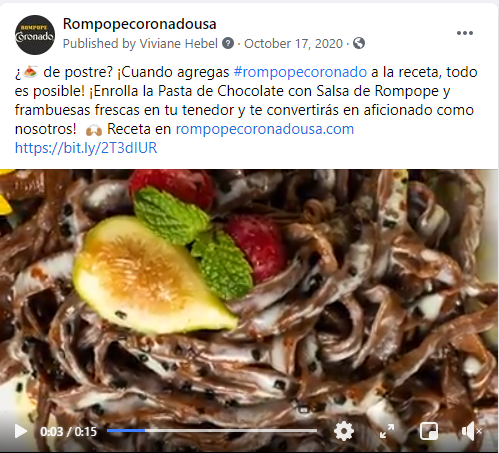 ROMPOPE
Coronado
Rompopecoronadousa
Published by Viviane Hebel · October 17, 2020 ·
¿🍝 de postre? ¡Cuando agregas #rompopecoronado a la receta, todo
es posible! ¡Enrolla la Pasta de Chocolate con Salsa de Rompope y
frambuesas frescas en tu tenedor y te convertirás en aficionado como
nosotros! 🙌🏼 Receta en rompopecoronadousa.com
https://bit.ly/2T3dIUR
0:03 / 0:15